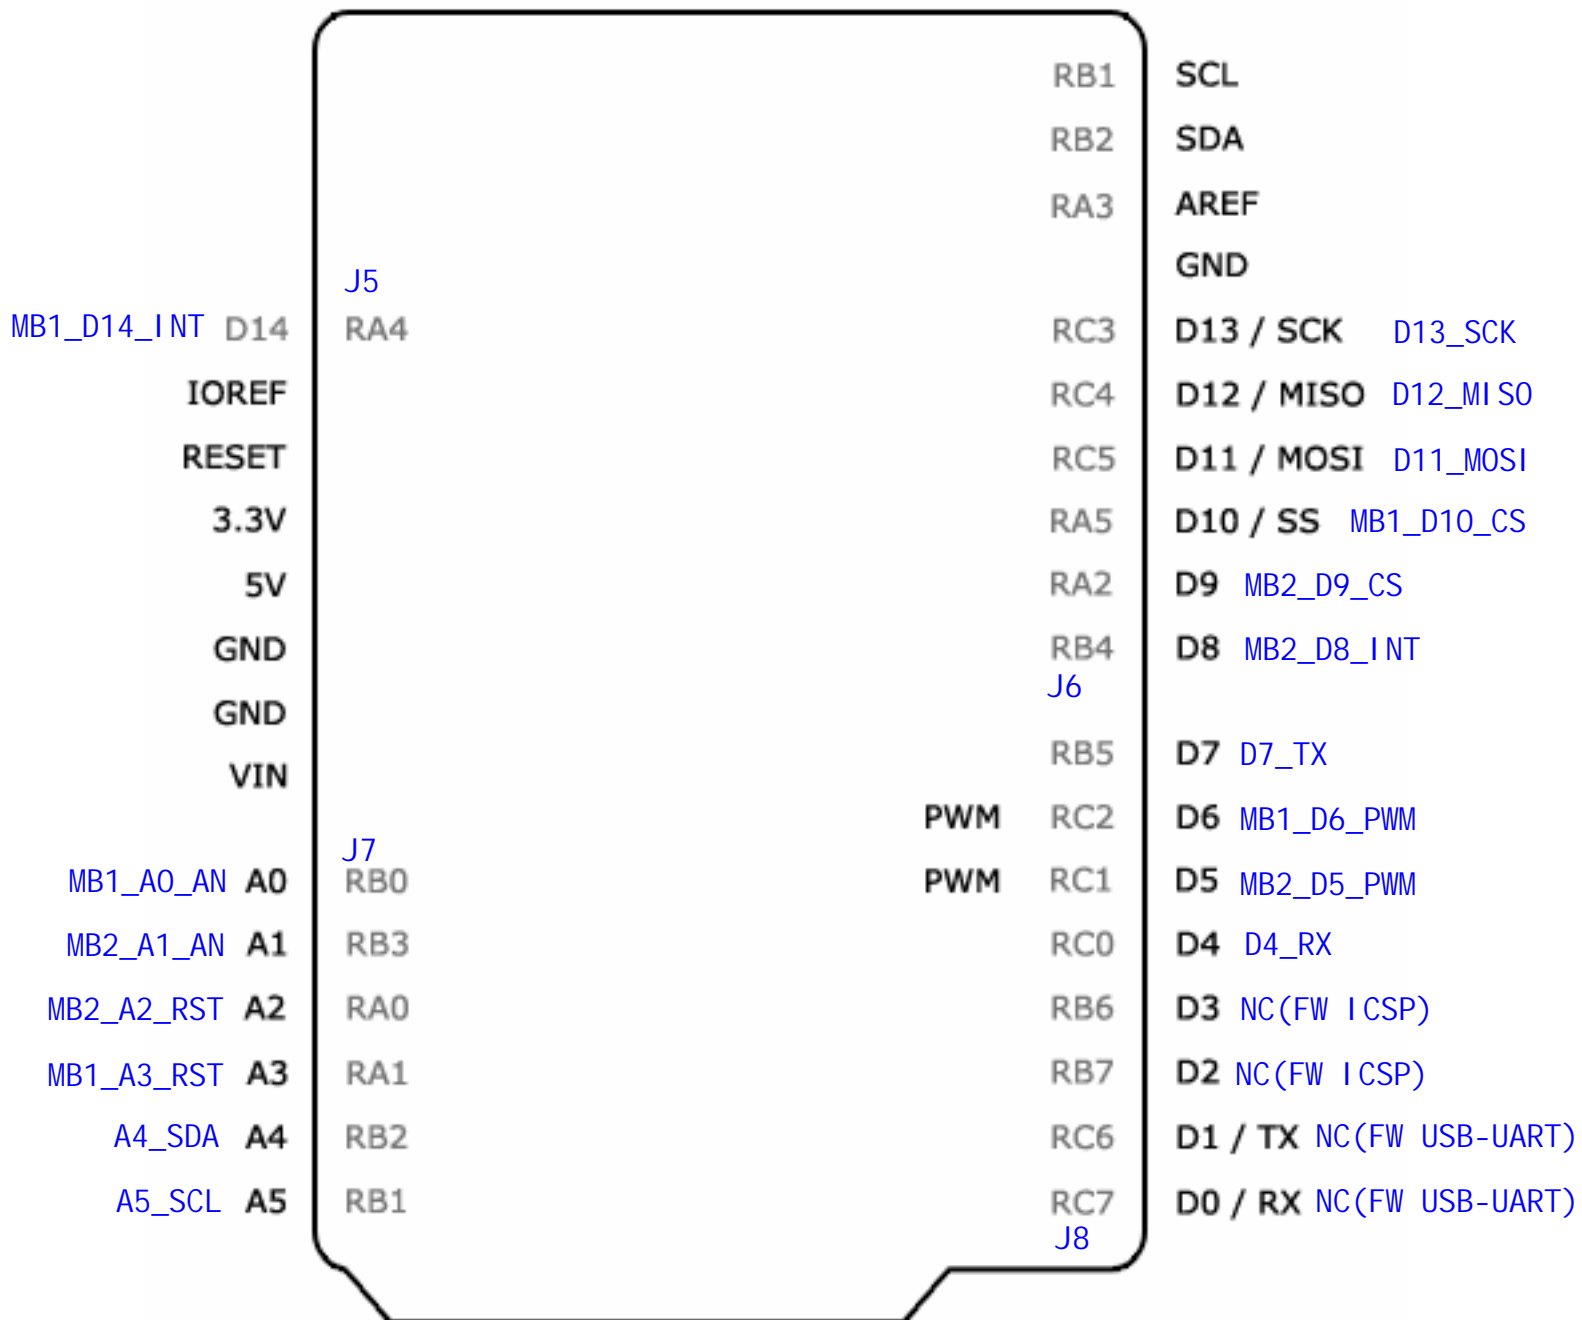 RB1 SCL
RB2 SDA
RA3 AREF
GND
J5
MB1_D14_INT D14 RA4 RC3 D13 / SCK D13_SCK
IOREF RC4 D12 / MISO D12_MISO
RESET RC5 D11 / MOSI D11_MOSI
3.3V RA5 D10 / SS MB1_D10_CS
5V RA2 D9 MB2_D9_CS
GND RB4 D8 MB2_D8_INT
J6
GND
RB5 D7 D7_TX
VIN
PWM RC2 D6 MB1_D6_PWM
J7
MB1_A0_AN A0 RB0 PWM RC1 D5 MB2_D5_PWM
MB2_A1_AN A1 RB3 RC0 D4 D4_RX
MB2_A2_RST A2 RA0 RB6 D3 NC(FW ICSP)
MB1_A3_RST A3 RA1 RB7 D2 NC(FW ICSP)
A4_SDA A4 RB2 RC6 D1 / TX NC(FW USB-UART)
A5_SCL A5 RB1 RC7 D0 / RX NC(FW USB-UART)
J8